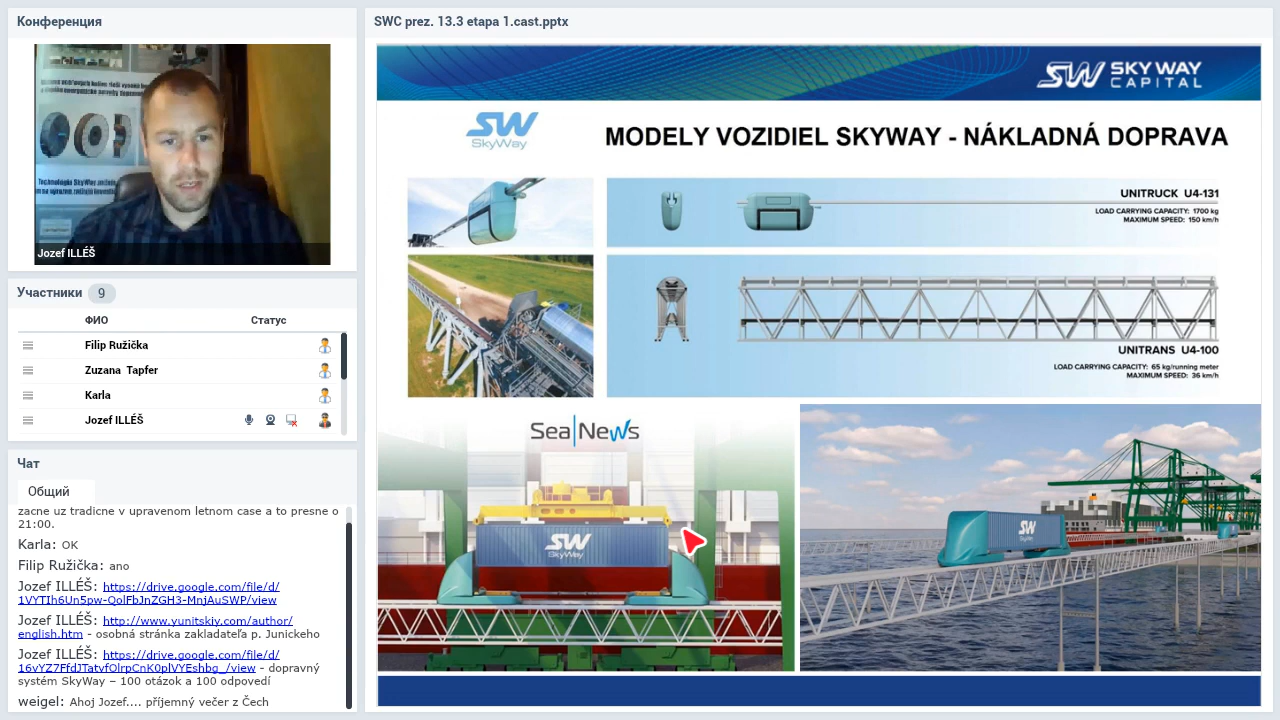 Конференция
Jozef ILLÉŠ
Участники 9
ФИО Статус
Filip Ružička
Zuzana Tapfer
Karla
Jozef ILLÉŠ
Чат
Общий
zacne uz tradicne v upravenom letnom case a to presne o
21:00.
Karla: OK
Filip Ružička: ano
Jozef ILLÉŠ: https://drive.google.com/file/d/
1VYTIh6Un5pw-QolFbJnZGH3-MnjAuSWP/view
Jozef ILLÉŠ: http://www.yunitskiy.com/author/
english.htm - osobná stránka zakladateľa p. Junickeho
Jozef ILLÉŠ: https://drive.google.com/file/d/
16vYZ7FfdJTatvfOlrpCnK0plVYEshbg_/view - dopravný
systém SkyWay – 100 otázok a 100 odpovedí
weigel: Ahoj Jozef.... příjemný večer z Čech
SWC prez. 13.3 etapa 1.cast.pptx
SW SKY WAY
CAPITAL
SW
SkyWay
MODELY VOZIDIEL SKYWAY - NÁKLADNÁ DOPRAVA
UNITRUCK U4-131
LOAD CARRYING CAPACITY: 1700 kg
MAXIMUM SPEED: 150 km/h
UNITRANS U4-100
LOAD CARRYING CAPACITY: 65 kg/running meter
MAXIMUM SPEED: 36 km/h
Sea News
SW
SkyWay
SW
SkyWay